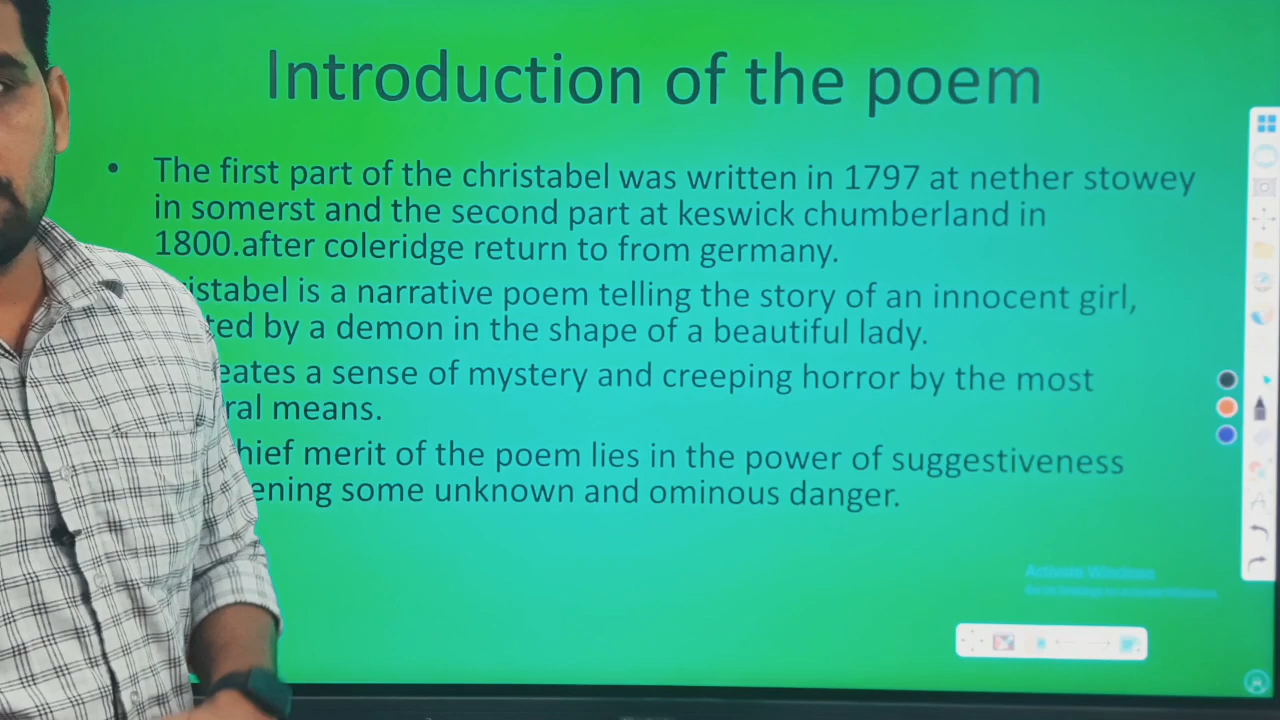 Introduction of the poem
• The first part of the christabel was written in 1797 at nether stowey
in somerst and the second part at keswick chumberland in
1800.after coleridge return to from germany.
istabel is a narrative poem telling the story of an innocent girl,
ted by a demon in the shape of a beautiful lady.
eates a sense of mystery and creeping horror by the most
ral means.
hief merit of the poem lies in the power of suggestiveness
ening some unknown and ominous danger.
Activate Windows